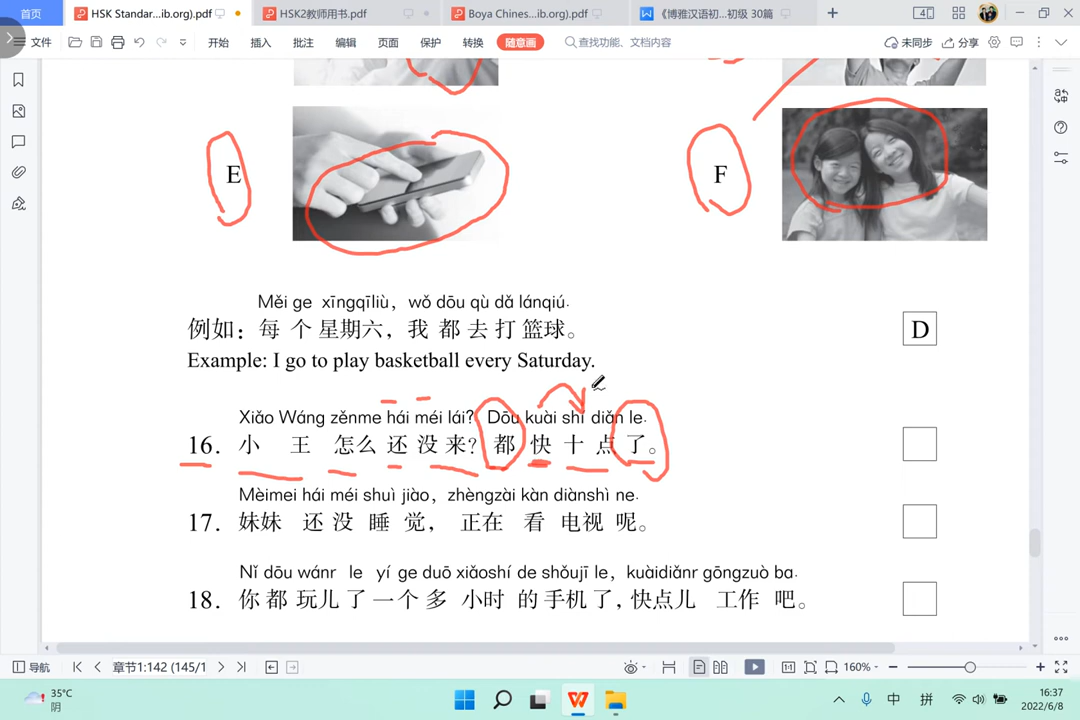 首页 HSK Standar...ib.org).pdf HSK2教师用书.pdf Boya Chines...ib.org).pdf 《博雅汉语初...初级 30篇
文件 开始 插入 批注 编辑 页面 保护 转换 随意画 查找功能、文档内容 未同步 分享
E F
Měi ge xīngqīliù, wǒ dōu qù dǎ lánqiú.
例如: 每个星期六, 我都去打篮球。 D
Example: I go to play basketball every Saturday.
Xiǎo Wáng zěnme hái méi lái? Dōu kuài shí diǎn le.
16. 小王怎么还没来? 都快十点了。
Mèimei hái méi shuì jiào, zhèngzài kàn diànshì ne.
17. 妹妹还没睡觉, 正在看电视呢。
Nǐ dōu wánr le yí ge duō xiǎoshí de shǒujī le, kuàidiǎnr gōngzuò ba.
18. 你都玩儿了一个多小时的手机了, 快点儿工作吧。
导航 章节1:142 (145/1 160%
35°C 中 拼 16:37
阴 2022/6/8